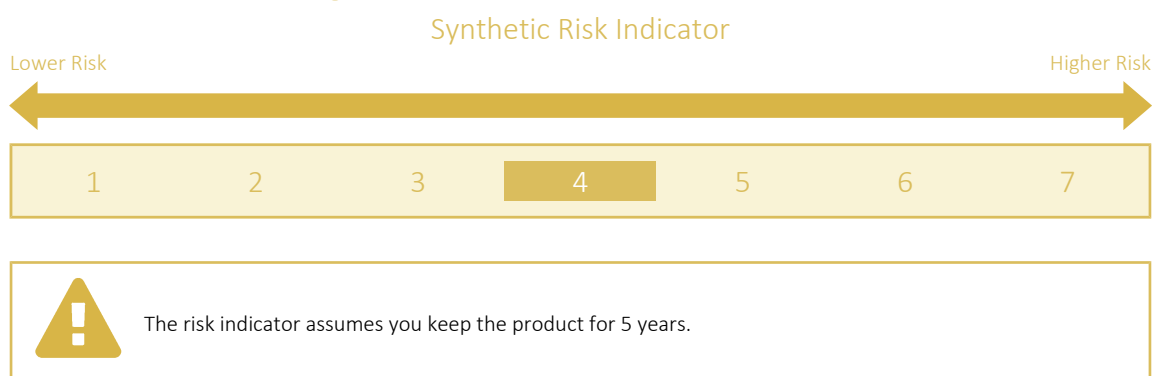 Synthetic Risk Indicator
Lower Risk Higher Risk
1 2 3 4 5 6 7
The risk indicator assumes you keep the product for 5 years.